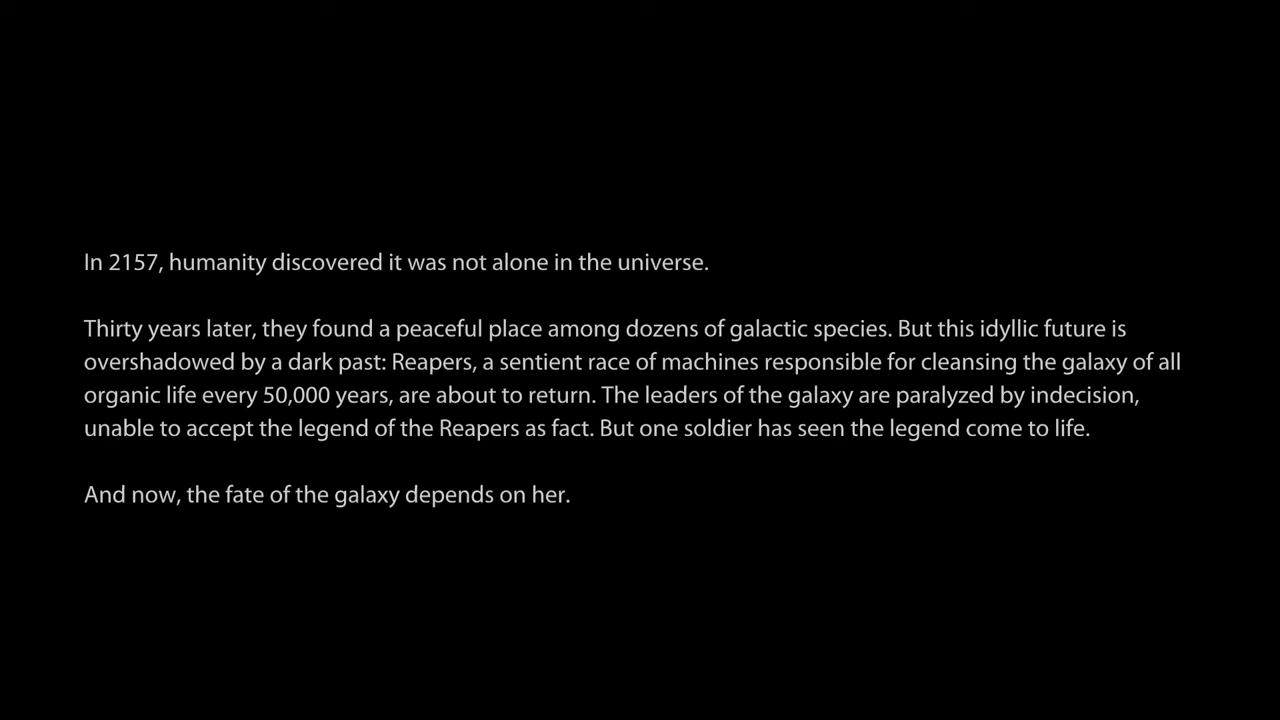 In 2157, humanity discovered it was not alone in the universe.
Thirty years later, they found a peaceful place among dozens of galactic species. But this idyllic future is
overshadowed by a dark past: Reapers, a sentient race of machines responsible for cleansing the galaxy of all
organic life every 50,000 years, are about to return. The leaders of the galaxy are paralyzed by indecision,
unable to accept the legend of the Reapers as fact. But one soldier has seen the legend come to life.
And now, the fate of the galaxy depends on her.